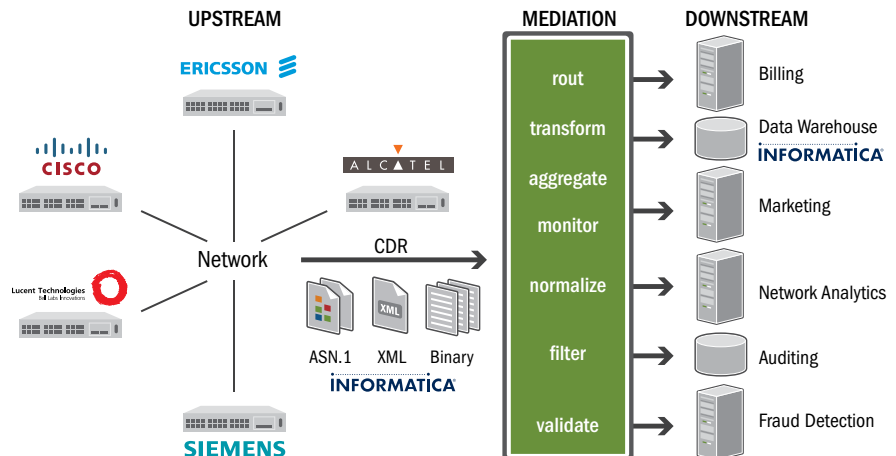 UPSTREAM
MEDIATION
DOWNSTREAM
ERICSSON
CISCO
ALCATEL
Network
Lucent Technologies
Bell Labs Innovations
SIEMENS
CDR
XML
ASN.1 XML Binary
INFORMATICA
rout
transform
aggregate
monitor
normalize
filter
validate
Billing
Data Warehouse
INFORMATICA
Marketing
Network Analytics
Auditing
Fraud Detection